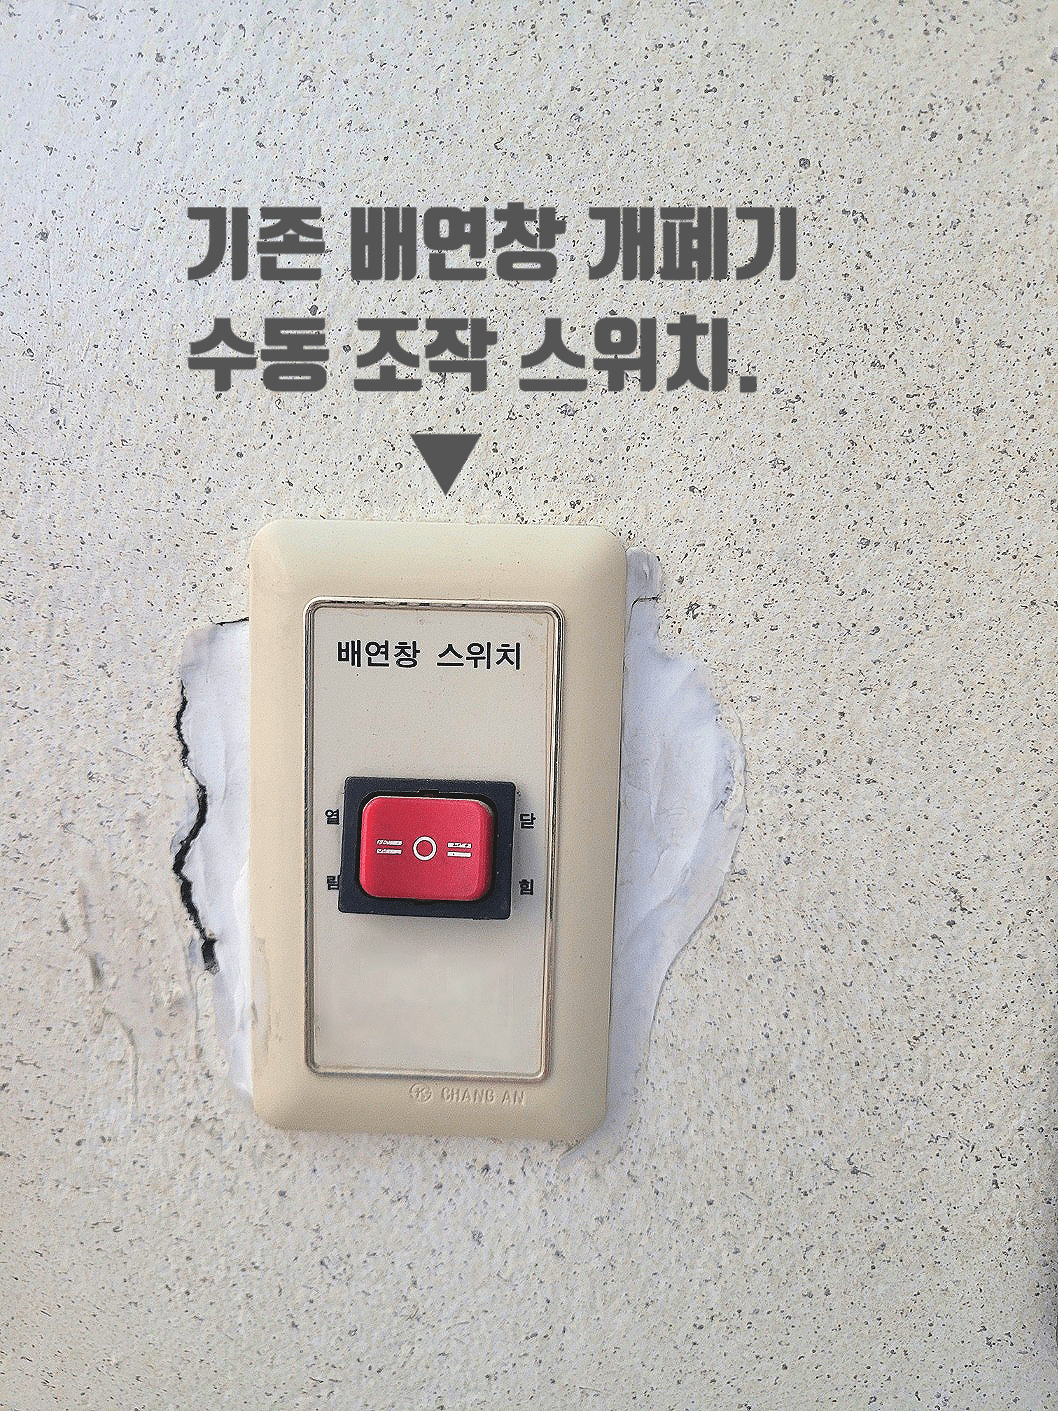 기존 배연창 개폐기
수동 조작 스위치.
▼
배연창 스위치
열 닫
림 힘
CHANG AN